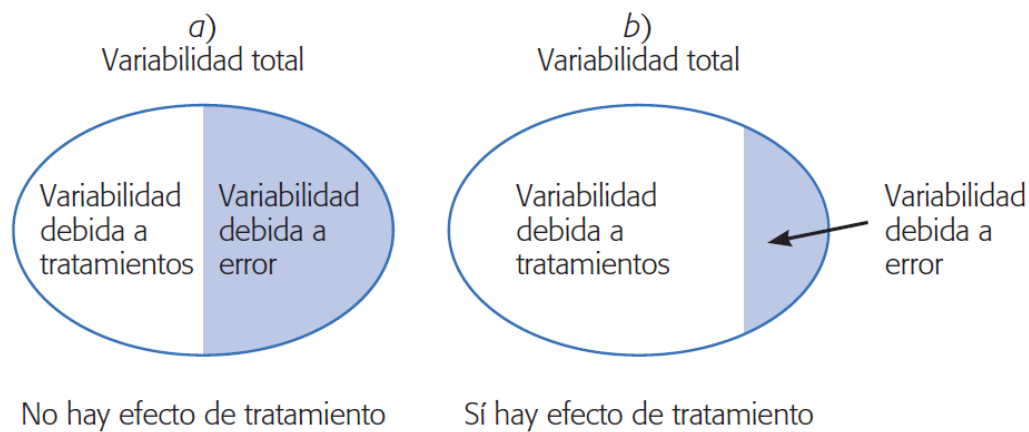 a)
Variabilidad total
Variabilidad
debida a
tratamientos
Variabilidad
debida a
error
No hay efecto de tratamiento
b)
Variabilidad total
Variabilidad
debida a
tratamientos
Variabilidad
debida a
error
Sí hay efecto de tratamiento